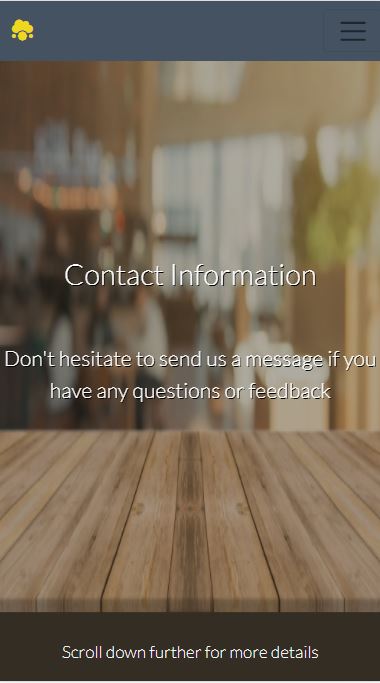 Contact Information
Don't hesitate to send us a message if you
have any questions or feedback
Scroll down further for more details